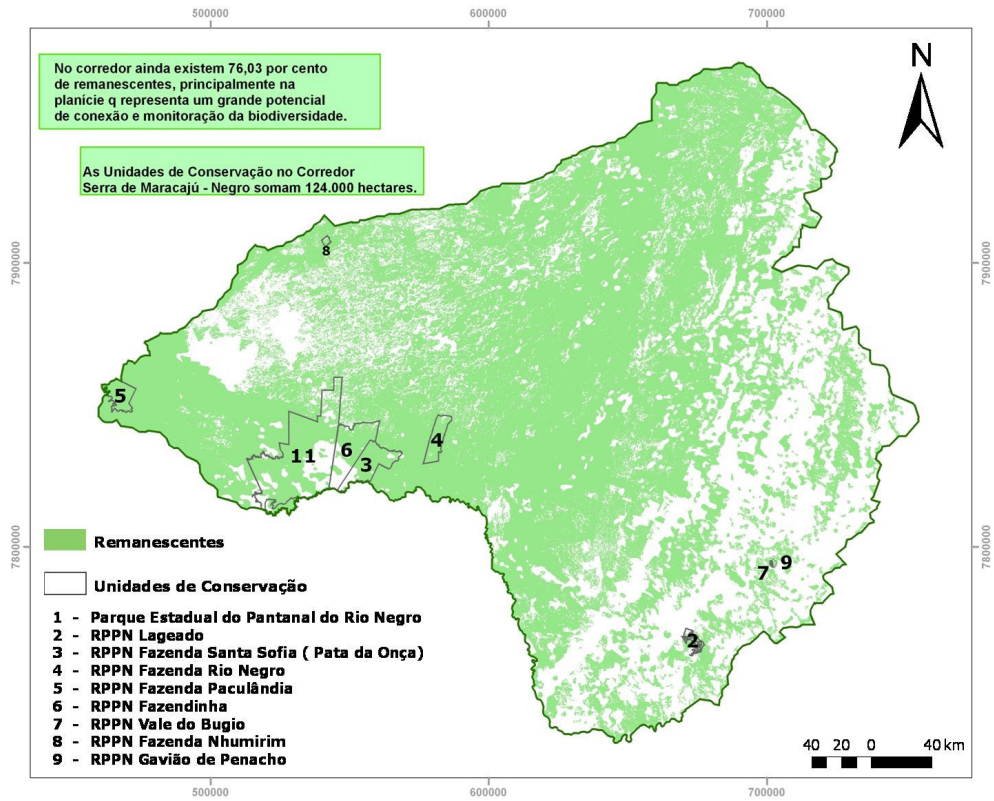 500000 600000 700000
N
No corredor ainda existem 76,03 por cento
de remanescentes, principalmente na
planície q representa um grande potencial
de conexão e monitoração da biodiversidade.
As Unidades de Conservação no Corredor
Serra de Maracajú - Negro somam 124.000 hectares.
8
7900000 7900000
5
4
6
11
3
7800000 7800000
9
7
2
Remanescentes
Unidades de Conservação
1 - Parque Estadual do Pantanal do Rio Negro
2 - RPPN Lageado
3 - RPPN Fazenda Santa Sofia ( Pata da Onça)
4 - RPPN Fazenda Rio Negro
5 - RPPN Fazenda Paculândia
6 - RPPN Fazendinha
7 - RPPN Vale do Bugio
8 - RPPN Fazenda Nhumirim
9 - RPPN Gavião de Penacho
40 20 0 40 km
500000 600000 700000